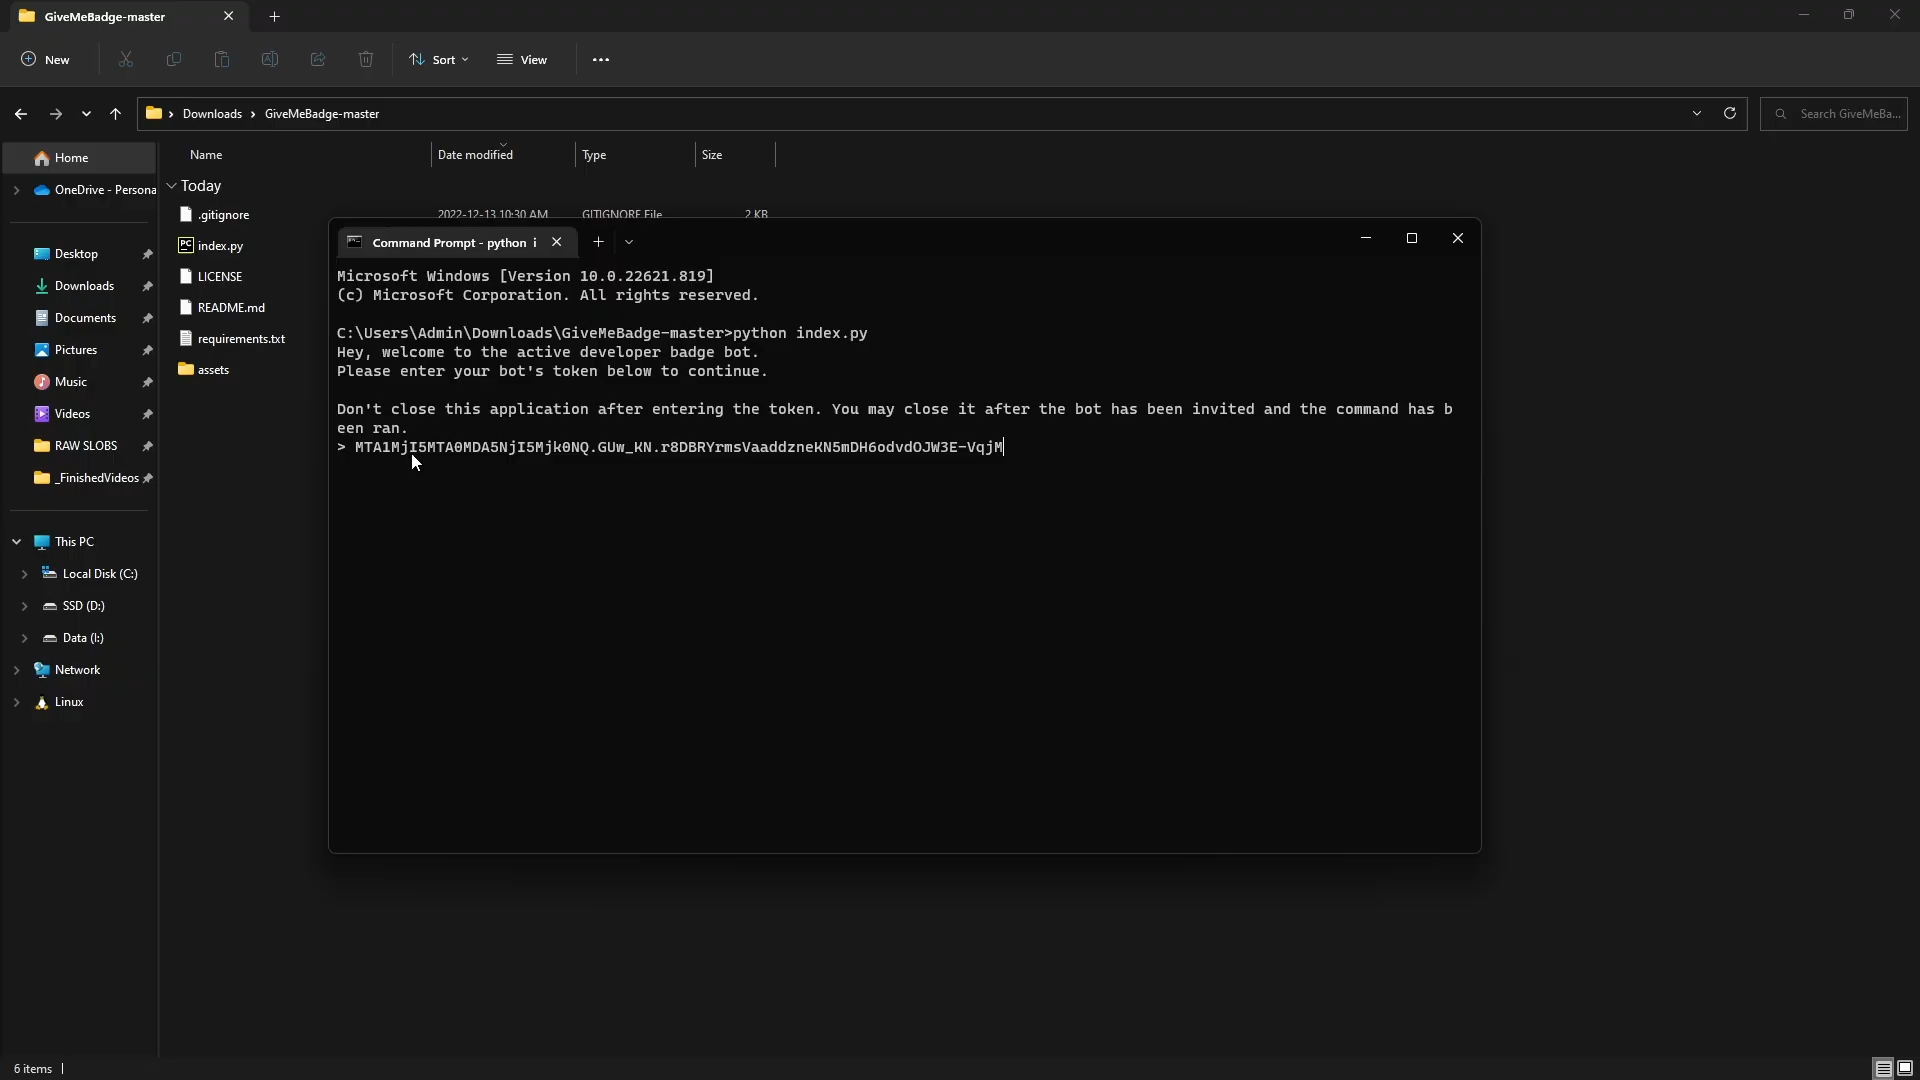 GiveMeBadge-master
New
Sort
View
Downloads
GiveMeBadge-master
Search GiveMeBa...
Home
OneDrive - Persona
Desktop
Downloads
Documents
Pictures
Music
Videos
RAW SLOBS
_FinishedVideos
This PC
Local Disk (C:)
SSD (D:)
Data (I:)
Network
Linux
Name Date modified Type Size
Today
.gitignore 2022-12-13 10:30 AM GITIGNORE File 2 KB
index.py
LICENSE
README.md
requirements.txt
assets
Command Prompt - python i
Microsoft Windows [Version 10.0.22621.819]
(c) Microsoft Corporation. All rights reserved.
C:\Users\Admin\Downloads\GiveMeBadge-master>python index.py
Hey, welcome to the active developer badge bot.
Please enter your bot's token below to continue.
Don't close this application after entering the token. You may close it after the bot has been invited and the command has b
een ran.
> MTA1MjI5MTA0MDA5NjI5Mjk0NQ.GUw_KN.r8DBRYrmsVaaddzneKN5mDH6odvdOJW3E-VqjM
6 items